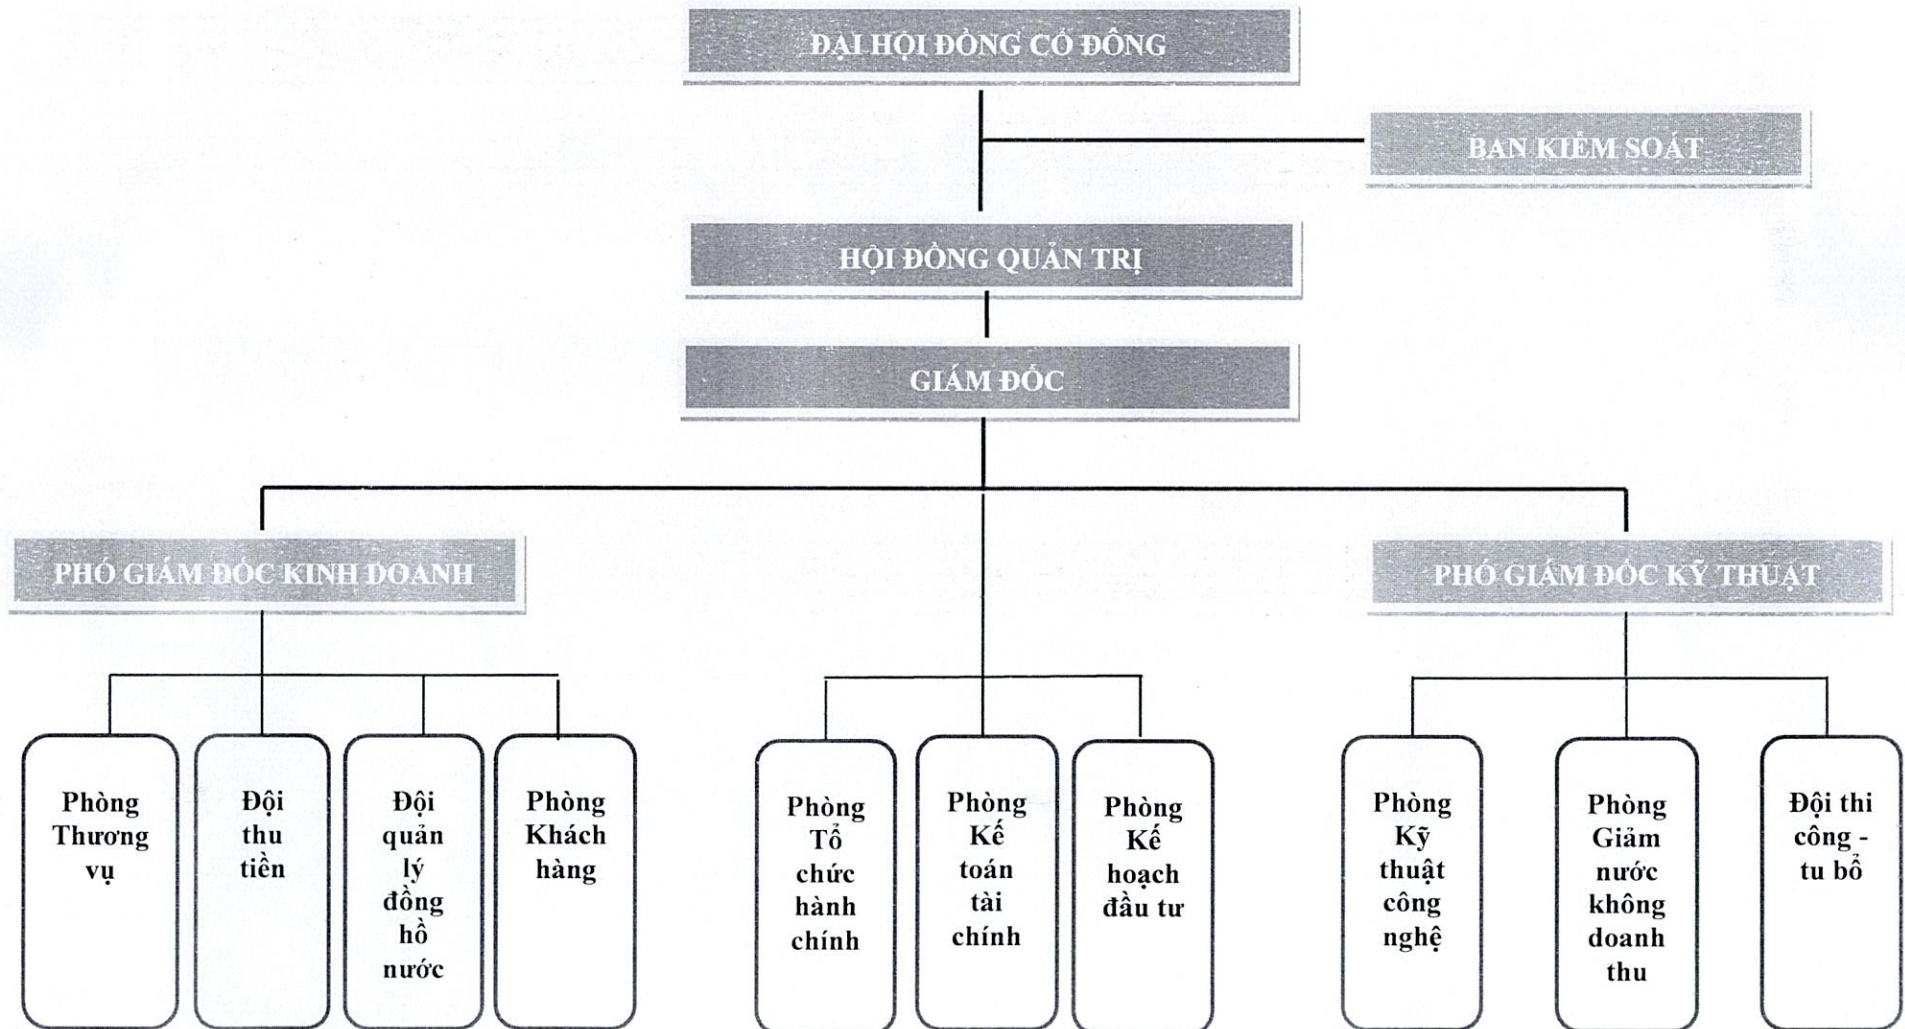 ĐẠI HỘI ĐỒNG CỔ ĐÔNG
BAN KIỂM SOÁT
HỘI ĐỒNG QUẢN TRỊ
GIÁM ĐỐC
PHÓ GIÁM ĐỐC KINH DOANH
PHÓ GIÁM ĐỐC KỸ THUẬT
Phòng
Thương
vụ
Đội
thu
tiền
Đội
quản
lý
đồng
hồ
nước
Phòng
Khách
hàng
Phòng
Tổ
chức
hành
chính
Phòng
Kế
toán
tài
chính
Phòng
Kế
hoạch
đầu tư
Phòng
Kỹ
thuật
công
nghệ
Phòng
Giảm
nước
không
doanh
thu
Đội thi
công -
tu bổ